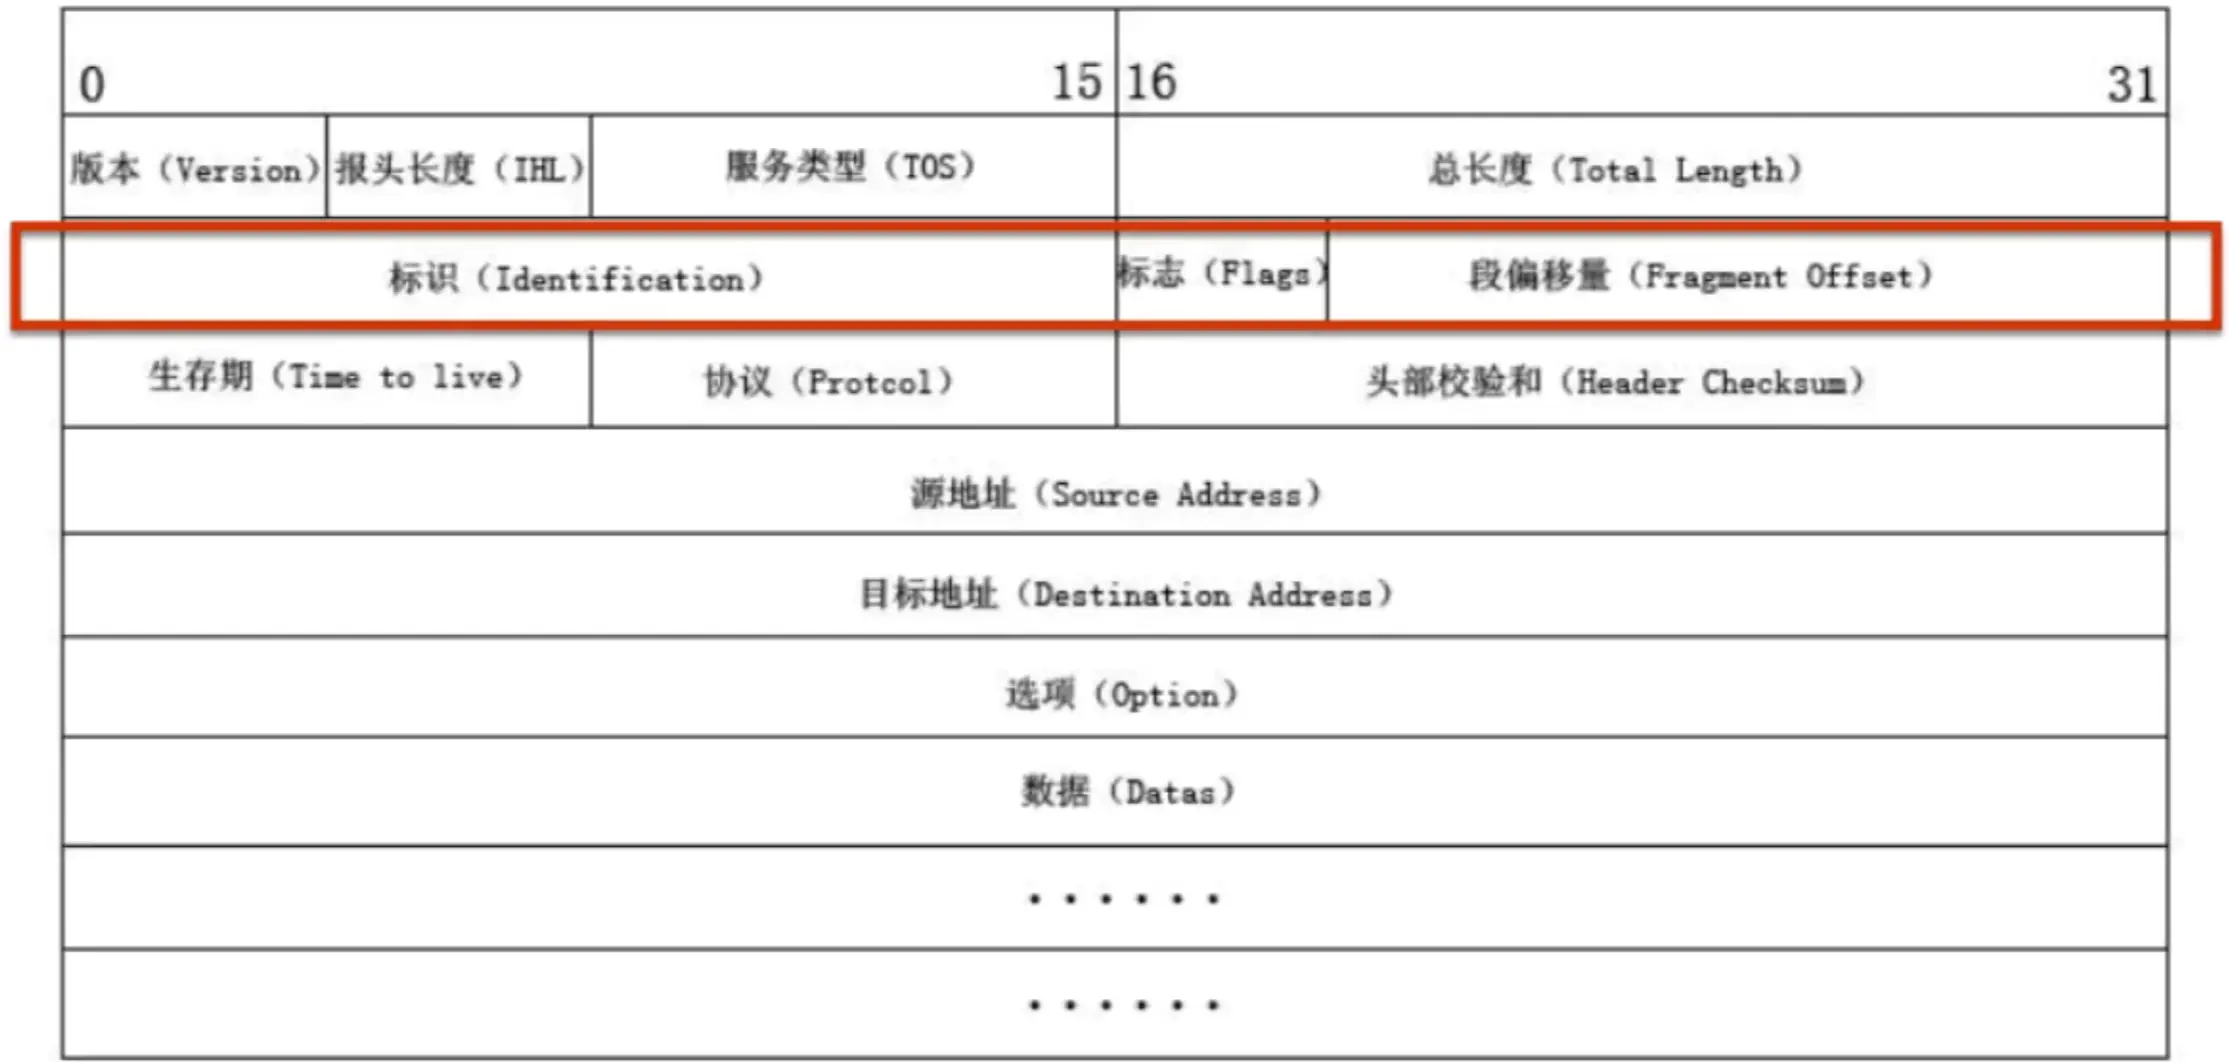 0 15 16 31
版本（Version） 报头长度（IHL） 服务类型（TOS） 总长度（Total Length）
标识（Identification） 标志（Flags） 段偏移量（Fragment Offset）
生存期（Time to live） 协议（Protcol） 头部校验和（Header Checksum）
源地址（Source Address）
目标地址（Destination Address）
选项（Option）
数据（Datas）
······
······